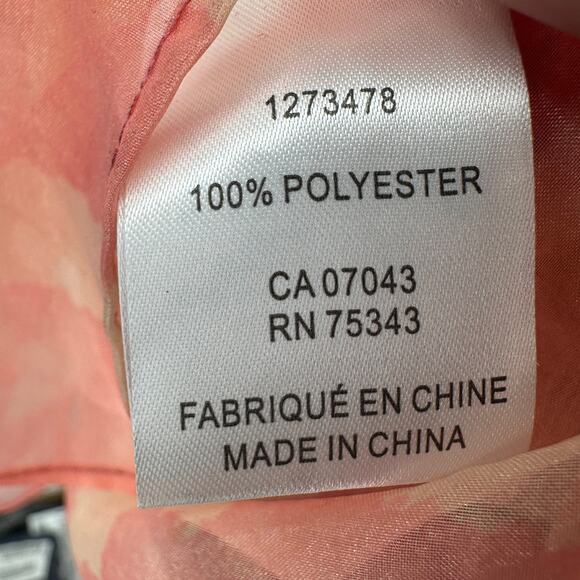 1273478
100% POLYESTER
CA 07043
RN 75343
FABRIQUÉ EN CHINE
MADE IN CHINA